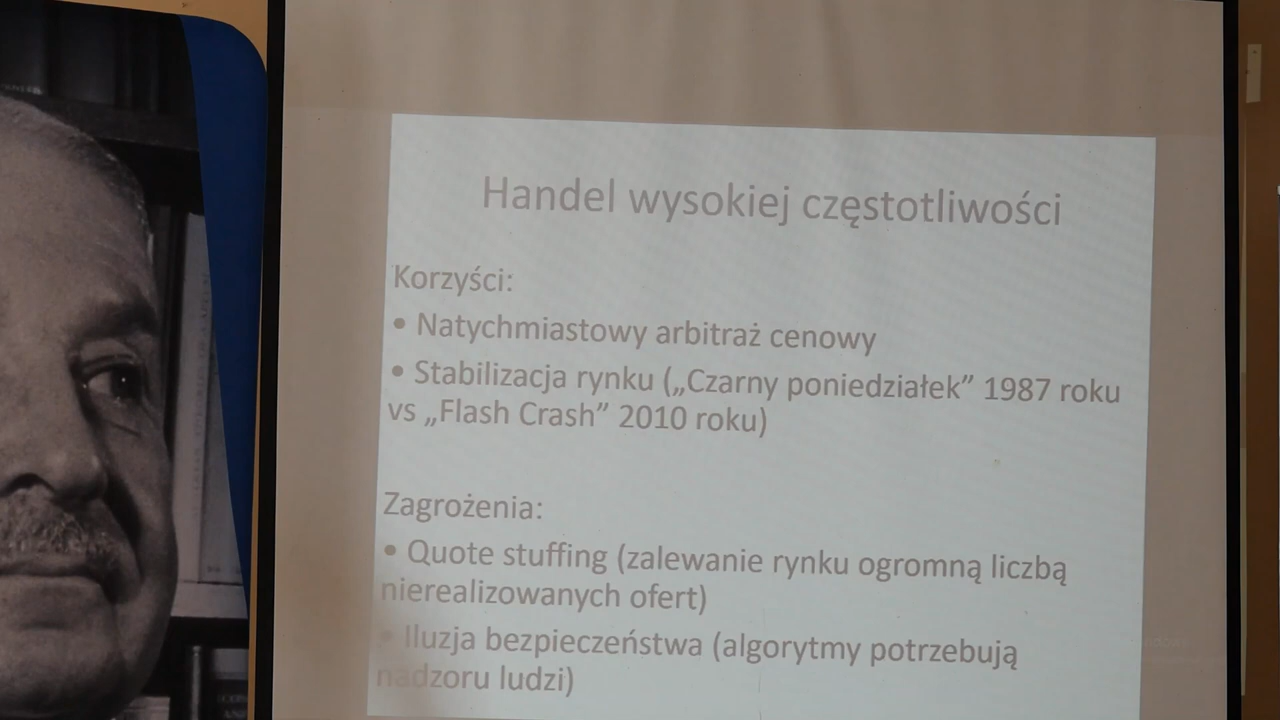 Handel wysokiej częstotliwości
Korzyści:
• Natychmiastowy arbitraż cenowy
• Stabilizacja rynku („Czarny poniedziałek” 1987 roku
vs „Flash Crash” 2010 roku)
Zagrożenia:
• Quote stuffing (zalewanie rynku ogromną liczbą
nierealizowanych ofert)
• Iluzja bezpieczeństwa (algorytmy potrzebują
nadzoru ludzi)